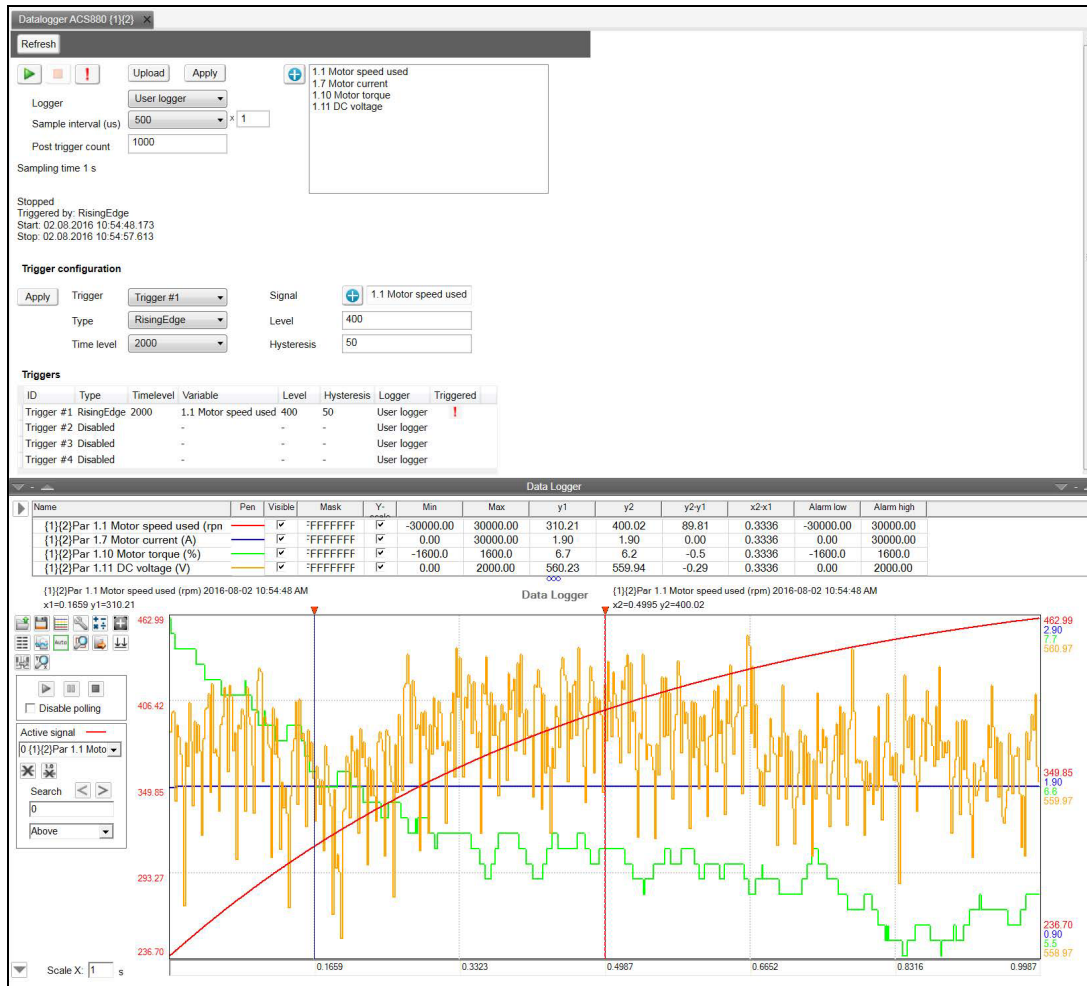 Datalogger ACS880 {1}{2} ×
Refresh
Upload Apply
Logger User logger
Sample interval (us) 500 x 1
Post trigger count 1000
Sampling time 1 s
1.1 Motor speed used
1.7 Motor current
1.10 Motor torque
1.11 DC voltage
Stopped
Triggered by: RisingEdge
Start: 02.08.2016 10:54:48.173
Stop: 02.08.2016 10:54:57.613
Trigger configuration
Apply Trigger Trigger #1 Signal 1.1 Motor speed used
Type RisingEdge Level 400
Time level 2000 Hysteresis 50
Triggers
ID Type Timelevel Variable Level Hysteresis Logger Triggered
Trigger #1 RisingEdge 2000 1.1 Motor speed used 400 50 User logger !
Trigger #2 Disabled - - - User logger
Trigger #3 Disabled - - - User logger
Trigger #4 Disabled - - - User logger
Data Logger
Name Pen Visible Mask Y- Min Max y1 y2 y2-y1 x2-x1 Alarm low Alarm high
{1}{2}Par 1.1 Motor speed used (rpn FFFFFFF -30000.00 30000.00 310.21 400.02 89.81 0.3336 -30000.00 30000.00
{1}{2}Par 1.7 Motor current (A) FFFFFFF 0.00 30000.00 1.90 1.90 0.00 0.3336 0.00 30000.00
{1}{2}Par 1.10 Motor torque (%) FFFFFFF -1600.0 1600.0 6.7 6.2 -0.5 0.3336 -1600.0 1600.0
{1}{2}Par 1.11 DC voltage (V) FFFFFFF 0.00 2000.00 560.23 559.94 -0.29 0.3336 0.00 2000.00
{1}{2}Par 1.1 Motor speed used (rpm) 2016-08-02 10:54:48 AM
x1=0.1659 y1=310.21
Data Logger
{1}{2}Par 1.1 Motor speed used (rpm) 2016-08-02 10:54:48 AM
x2=0.4995 y2=400.02
Auto
Disable polling
Active signal
0 {1}{2}Par 1.1 Moto
Search < >
0
Above
462.99
406.42
349.85
293.27
236.70
462.99
2.90
7.7
560.97
349.85
1.90
6.6
559.97
236.70
0.90
5.5
558.97
Scale X: 1 s
0.1659 0.3323 0.4987 0.6652 0.8316 0.9987